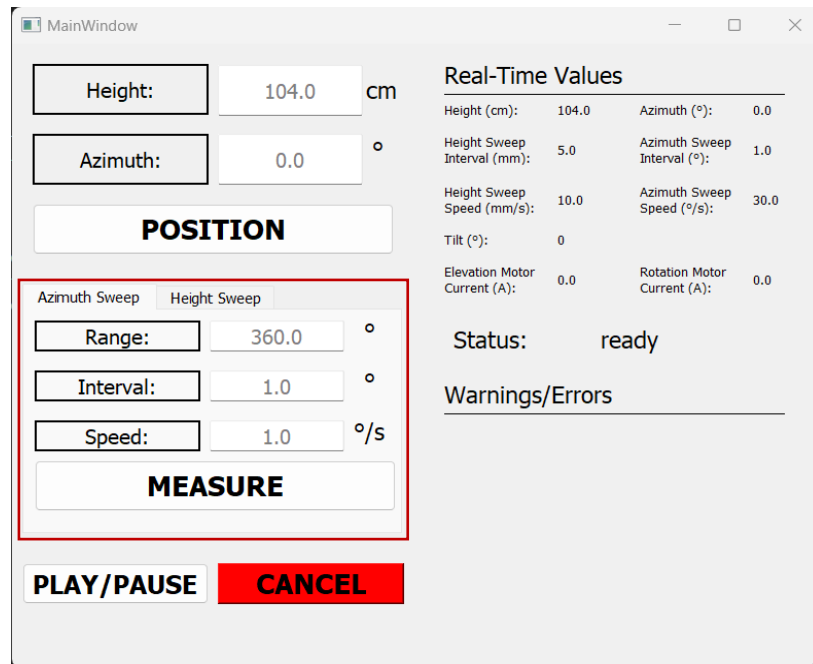 MainWindow
Height: 104.0 cm
Azimuth: 0.0 °
POSITION
Azimuth Sweep Height Sweep
Range: 360.0 °
Interval: 1.0 °
Speed: 1.0 °/s
MEASURE
PLAY/PAUSE CANCEL
Real-Time Values
Height (cm): 104.0 Azimuth (°): 0.0
Height Sweep
Interval (mm): 5.0
Azimuth Sweep
Interval (°): 1.0
Height Sweep
Speed (mm/s): 10.0
Azimuth Sweep
Speed (°/s): 30.0
Tilt (°): 0
Elevation Motor
Current (A): 0.0
Rotation Motor
Current (A): 0.0
Status: ready
Warnings/Errors